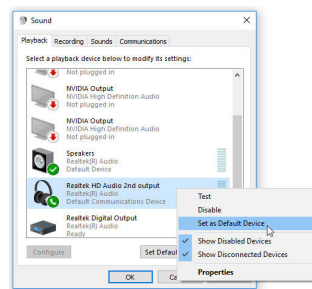 Sound
Playback Recording Sounds Communications
Select a playback device below to modify its settings:
Not plugged in
NVIDIA Output
NVIDIA High Definition Audio
Not plugged in
NVIDIA Output
NVIDIA High Definition Audio
Not plugged in
Speakers
Realtek(R) Audio
Default Device
Realtek HD Audio 2nd output
Realtek(R) Audio
Default Communications Device
Realtek Digital Output
Realtek(R) Audio
Ready
Test
Disable
Set as Default Device
Show Disabled Devices
Show Disconnected Devices
Properties
Configure Set Defau
OK Ca